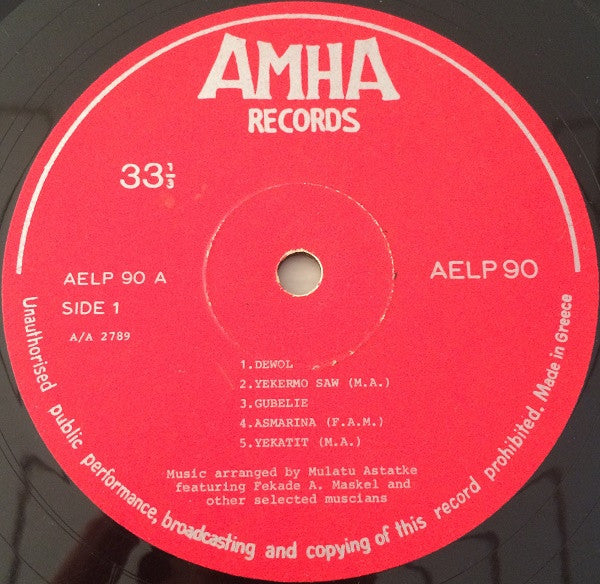 AMHA
RECORDS
33 1/3
AELP 90 A
SIDE 1
A/A 2789
AELP 90
1.DEWOL
2.YEKERMO SAW (M.A.)
3.GUBELIE
4.ASMARINA (F.A.M.)
5.YEKATIT (M.A.)
Music arranged by Mulatu Astatke
featuring Fekade A. Maskel and
other selected muscians
Unauthorised public performance, broadcasting and copying of this record prohibited. Made in Greece